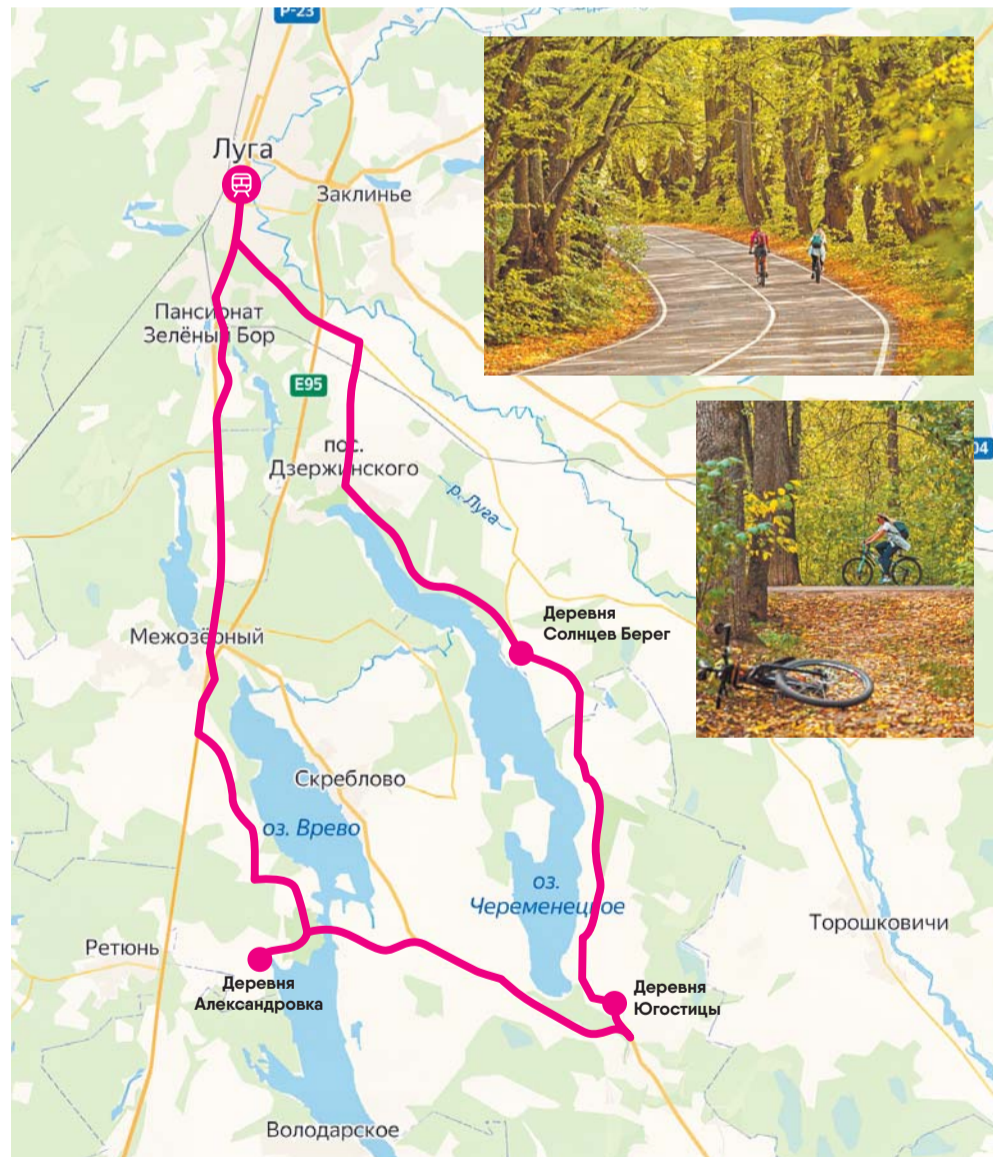 Р-23
Луга
Заклинье
Пансионат
Зелёный Бор
E95
04
пос.
Дзержинского
р. Луга
Деревня
Солнцев Берег
Межозёрный
Скреблово
оз. Врево
оз.
Череменецкое
Торошковичи
Ретюнь
Деревня
Александровка
Деревня
Югостицы
Володарское